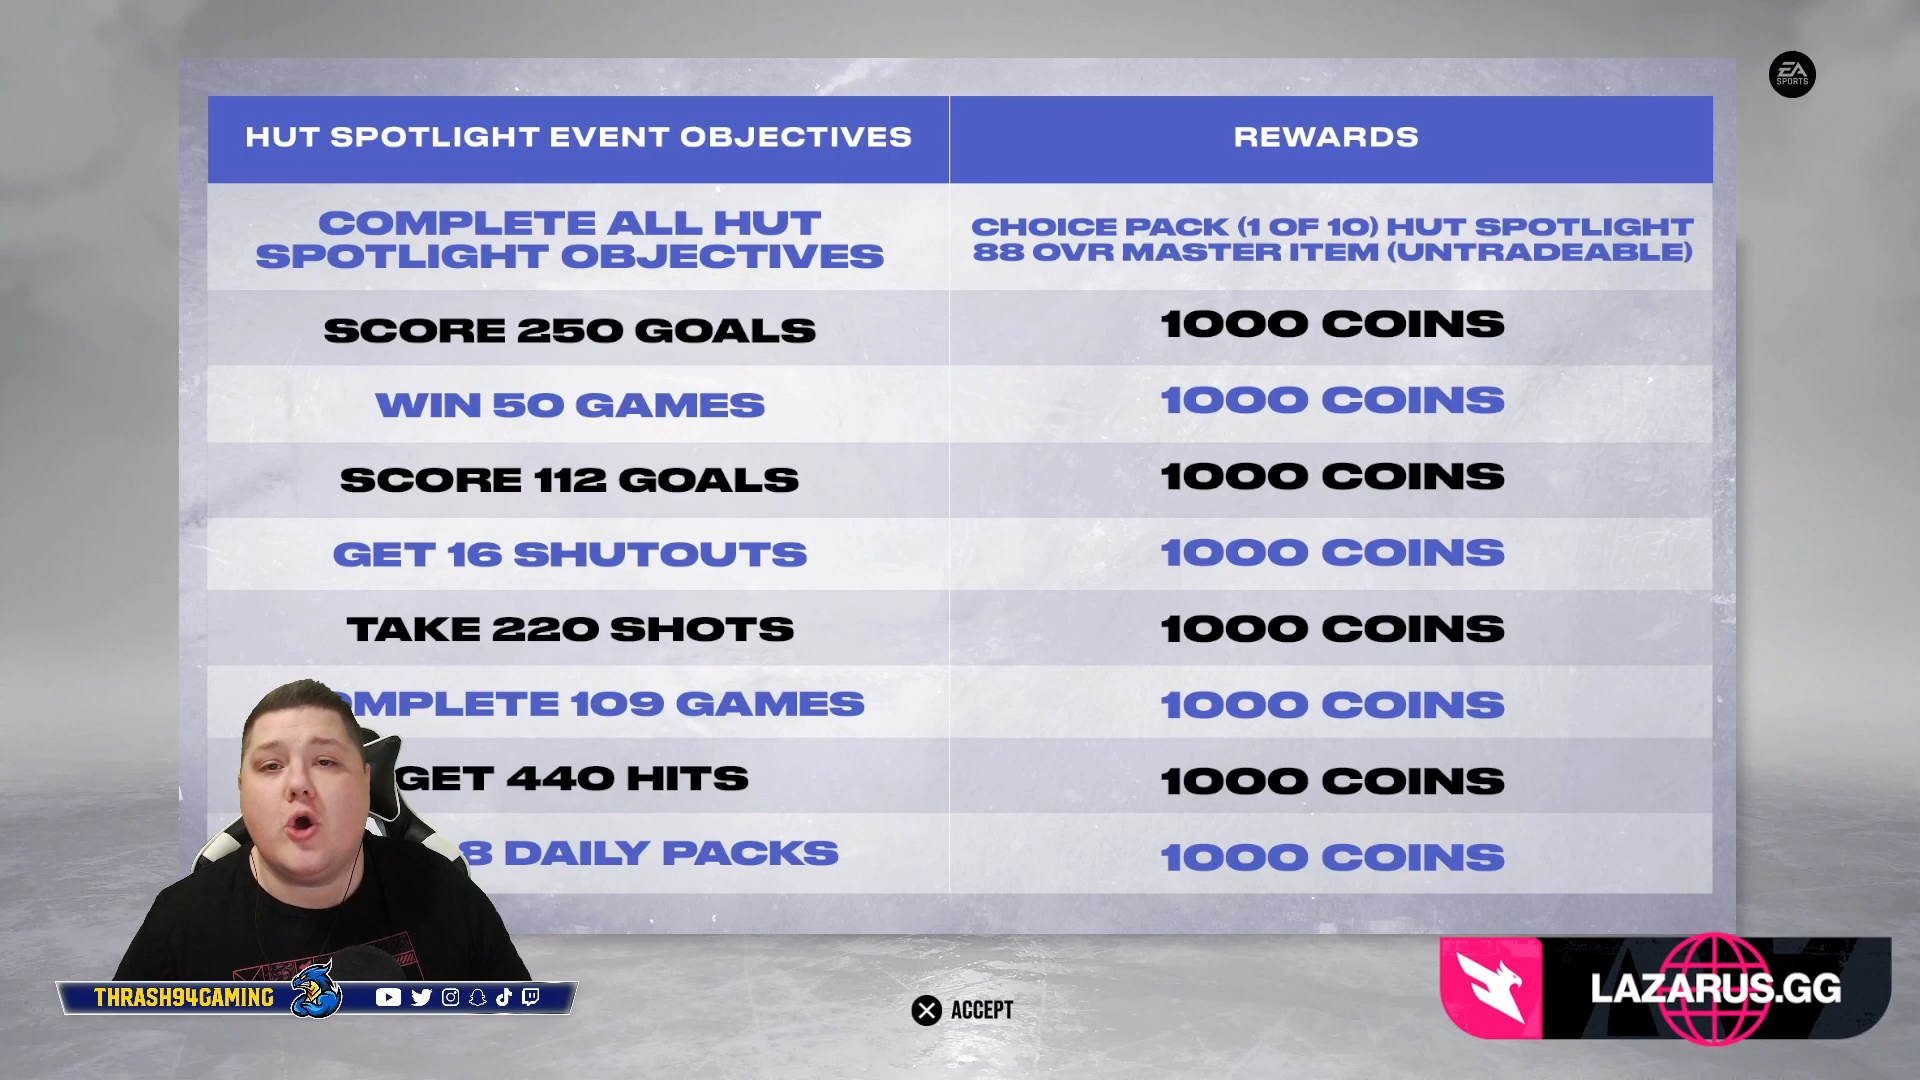 EA
SPORTS
HUT SPOTLIGHT EVENT OBJECTIVES
REWARDS
COMPLETE ALL HUT
SPOTLIGHT OBJECTIVES
CHOICE PACK (1 OF 10) HUT SPOTLIGHT
88 OVR MASTER ITEM (UNTRADEABLE)
SCORE 250 GOALS
1000 COINS
WIN 50 GAMES
1000 COINS
SCORE 112 GOALS
1000 COINS
GET 16 SHUTOUTS
1000 COINS
TAKE 220 SHOTS
1000 COINS
109 GAMES
1000 COINS
GET 440 HITS
1000 COINS
DAILY PACKS
1000 COINS
THRASH94GAMING
ACCEPT
LAZARUS.GG